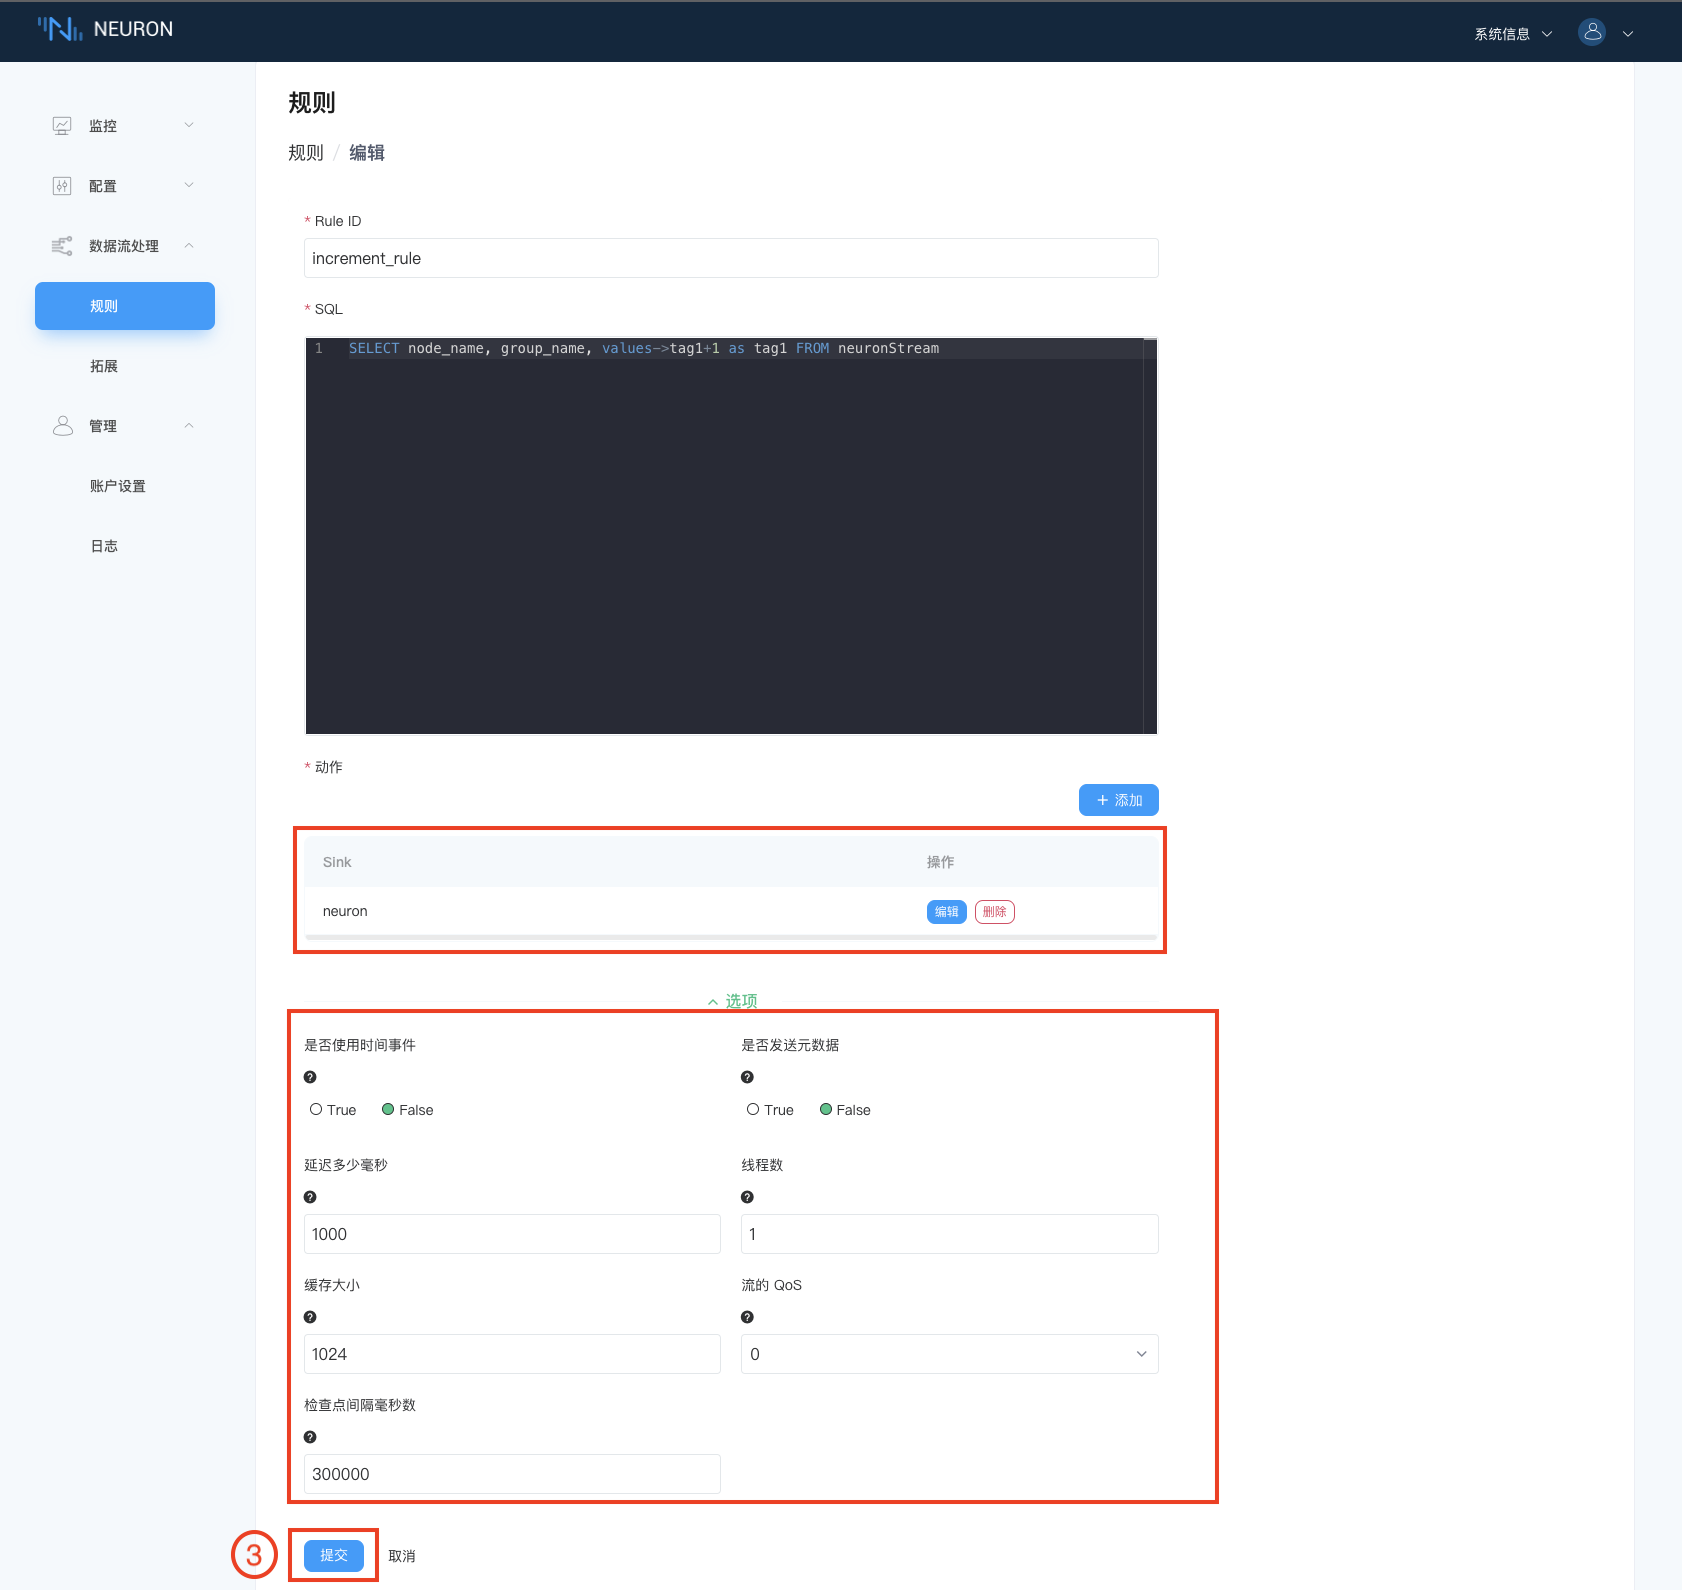 NEURON
系统信息
监控
配置
数据流处理
规则
拓展
管理
账户设置
日志
规则
规则 / 编辑
* Rule ID
increment_rule
* SQL
1 SELECT node_name, group_name, values->tag1+1 as tag1 FROM neuronStream
* 动作
+ 添加
Sink 操作
neuron 编辑 删除
选项
是否使用时间事件 是否发送元数据
? ?
True False True False
延迟多少毫秒 线程数
? ?
1000 1
缓存大小 流的 QoS
? ?
1024 0
检查点间隔毫秒数
?
300000
3 提交 取消